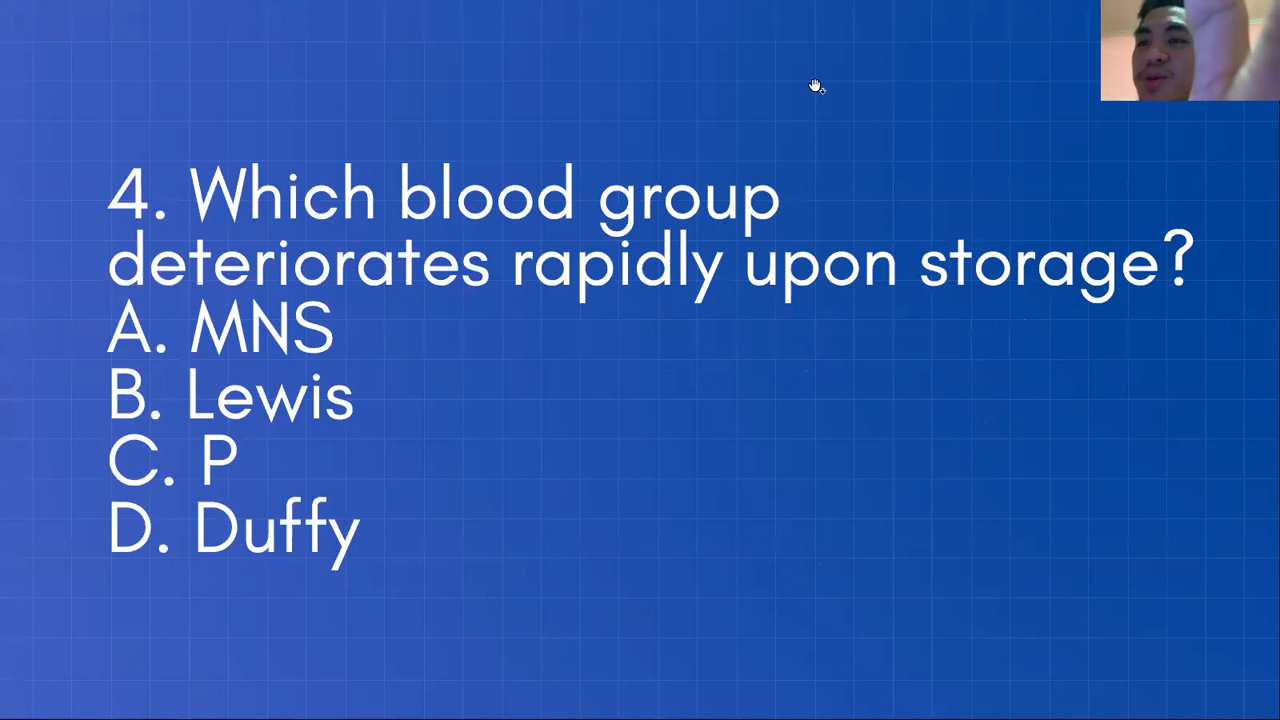 4. Which blood group
deteriorates rapidly upon storage?
A. MNS
B. Lewis
C. P
D. Duffy